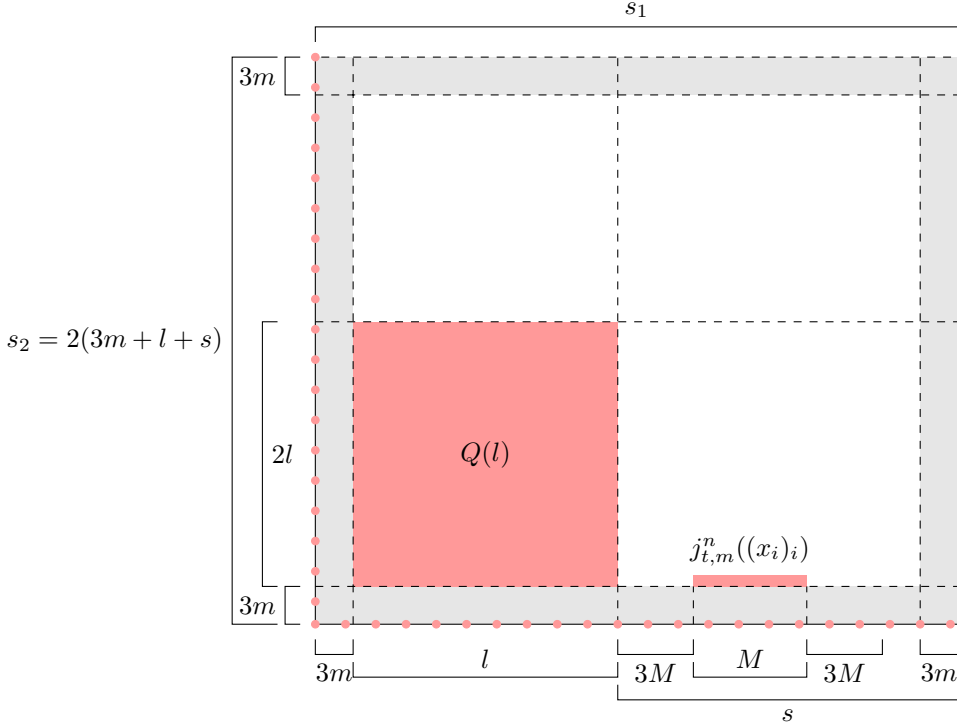 s_1
3m
s_2 = 2(3m + l + s)
2l
Q(l)
j^n_{t,m}((x_i)_i)
3m
3m
l
3M
M
3M
3m
s